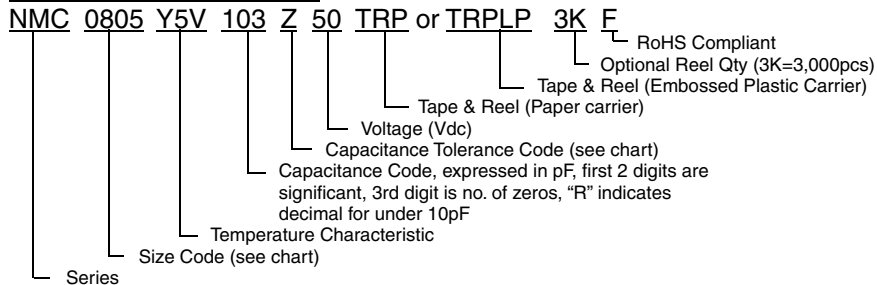 NMC 0805 Y5V 103 Z 50 TRP or TRPLP 3K F
RoHS Compliant
Optional Reel Qty (3K=3,000pcs)
Tape & Reel (Embossed Plastic Carrier)
Tape & Reel (Paper carrier)
Voltage (Vdc)
Capacitance Tolerance Code (see chart)
Capacitance Code, expressed in pF, first 2 digits are
significant, 3rd digit is no. of zeros, “R” indicates
decimal for under 10pF
Temperature Characteristic
Size Code (see chart)
Series